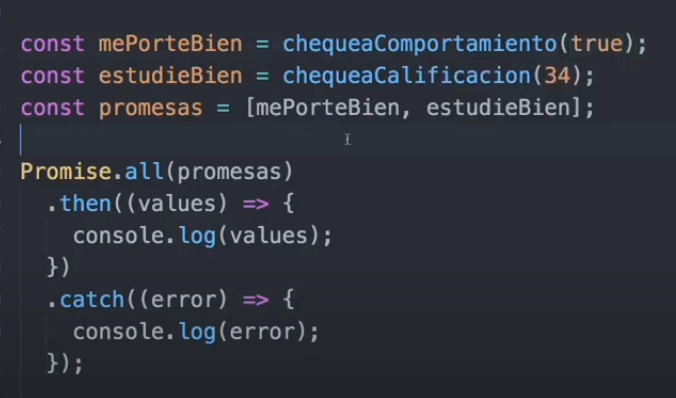 const mePorteBien = chequeaComportamiento(true);
const estudieBien = chequeaCalificacion(34);
const promesas = [mePorteBien, estudieBien];
Promise.all(promesas)
.then((values) => {
console.log(values);
})
.catch((error) => {
console.log(error);
});